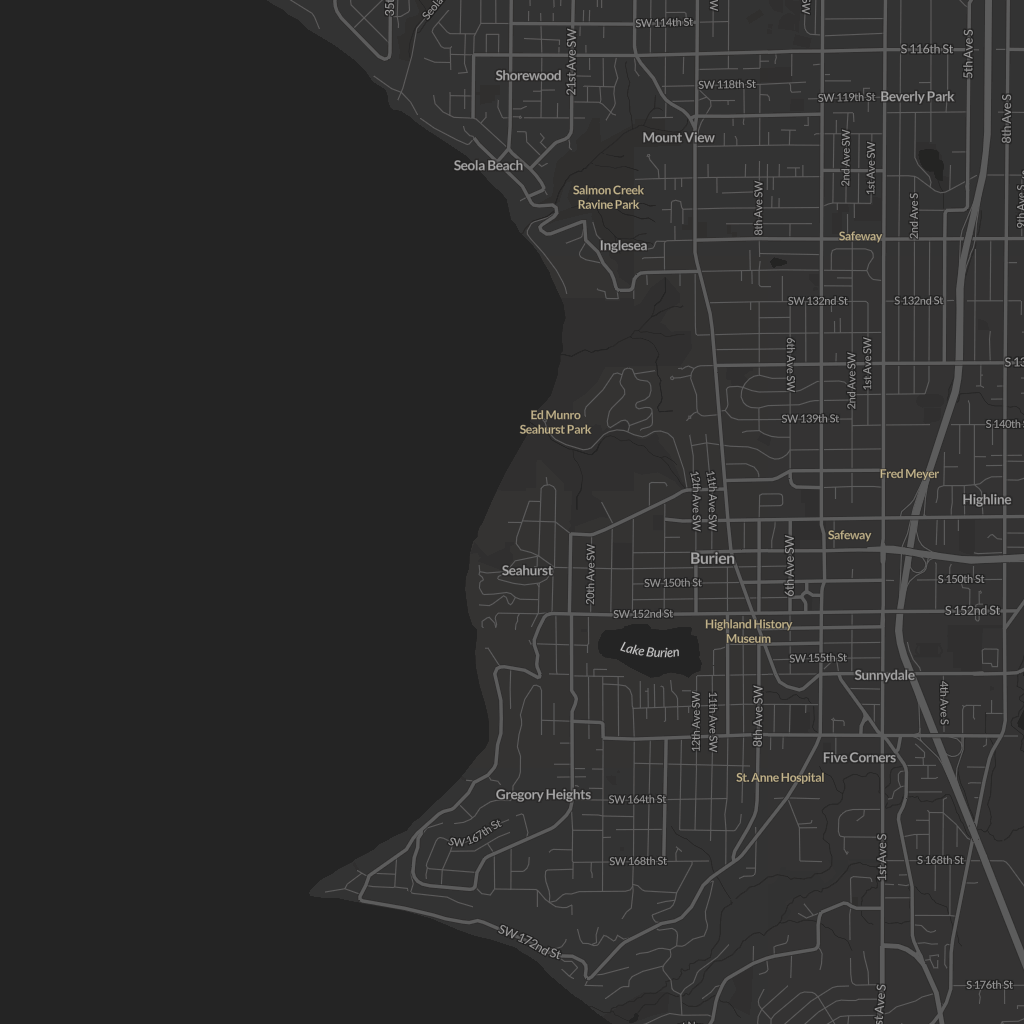 35t
Seola
SW 114th St
W
SW
S 116th St
5th Ave S
21st Ave SW
Shorewood
SW 118th St
SW 119th St
Beverly Park
8th Ave S
Mount View
2nd Ave SW
1st Ave SW
Seola Beach
Salmon Creek
Ravine Park
8th Ave SW
2nd Ave S
9th Ave S
Safeway
Inglesea
SW 132nd St
S 132nd St
6th Ave SW
2nd Ave SW
1st Ave SW
S 13
Ed Munro
Seahurst Park
SW 139th St
S 140th
12th Ave SW
11th Ave SW
Fred Meyer
Highline
Safeway
Burien
20th Ave SW
6th Ave SW
Seahurst
SW 150th St
S 150th St
SW 152nd St
S 152nd St
Highland History
Museum
Lake Burien
SW 155th St
Sunnydale
12th Ave SW
11th Ave SW
8th Ave SW
4th Ave S
Five Corners
St. Anne Hospital
Gregory Heights
SW 164th St
SW 167th St
SW 168th St
1st Ave S
S 168th St
SW 172nd St
S 176th St
st Ave S